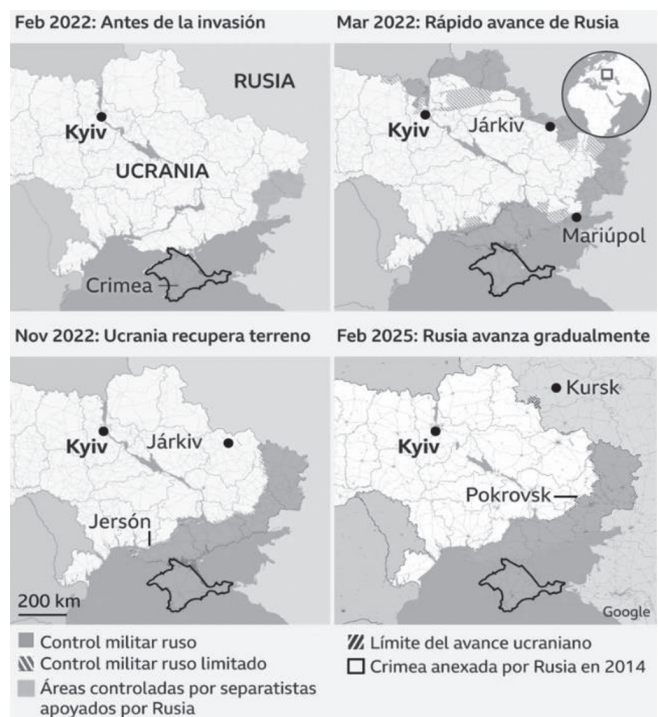 Feb 2022: Antes de la invasión
RUSIA
Kyiv
UCRANIA
Crimea
Mar 2022: Rápido avance de Rusia
Kyiv
Járkiv
Mariúpol
Nov 2022: Ucrania recupera terreno
Kyiv
Járkiv
Jersón
200 km
Feb 2025: Rusia avanza gradualmente
Kursk
Kyiv
Pokrovsk
Google
Control militar ruso
Control militar ruso limitado
Áreas controladas por separatistas
apoyados por Rusia
Límite del avance ucraniano
Crimea anexada por Rusia en 2014